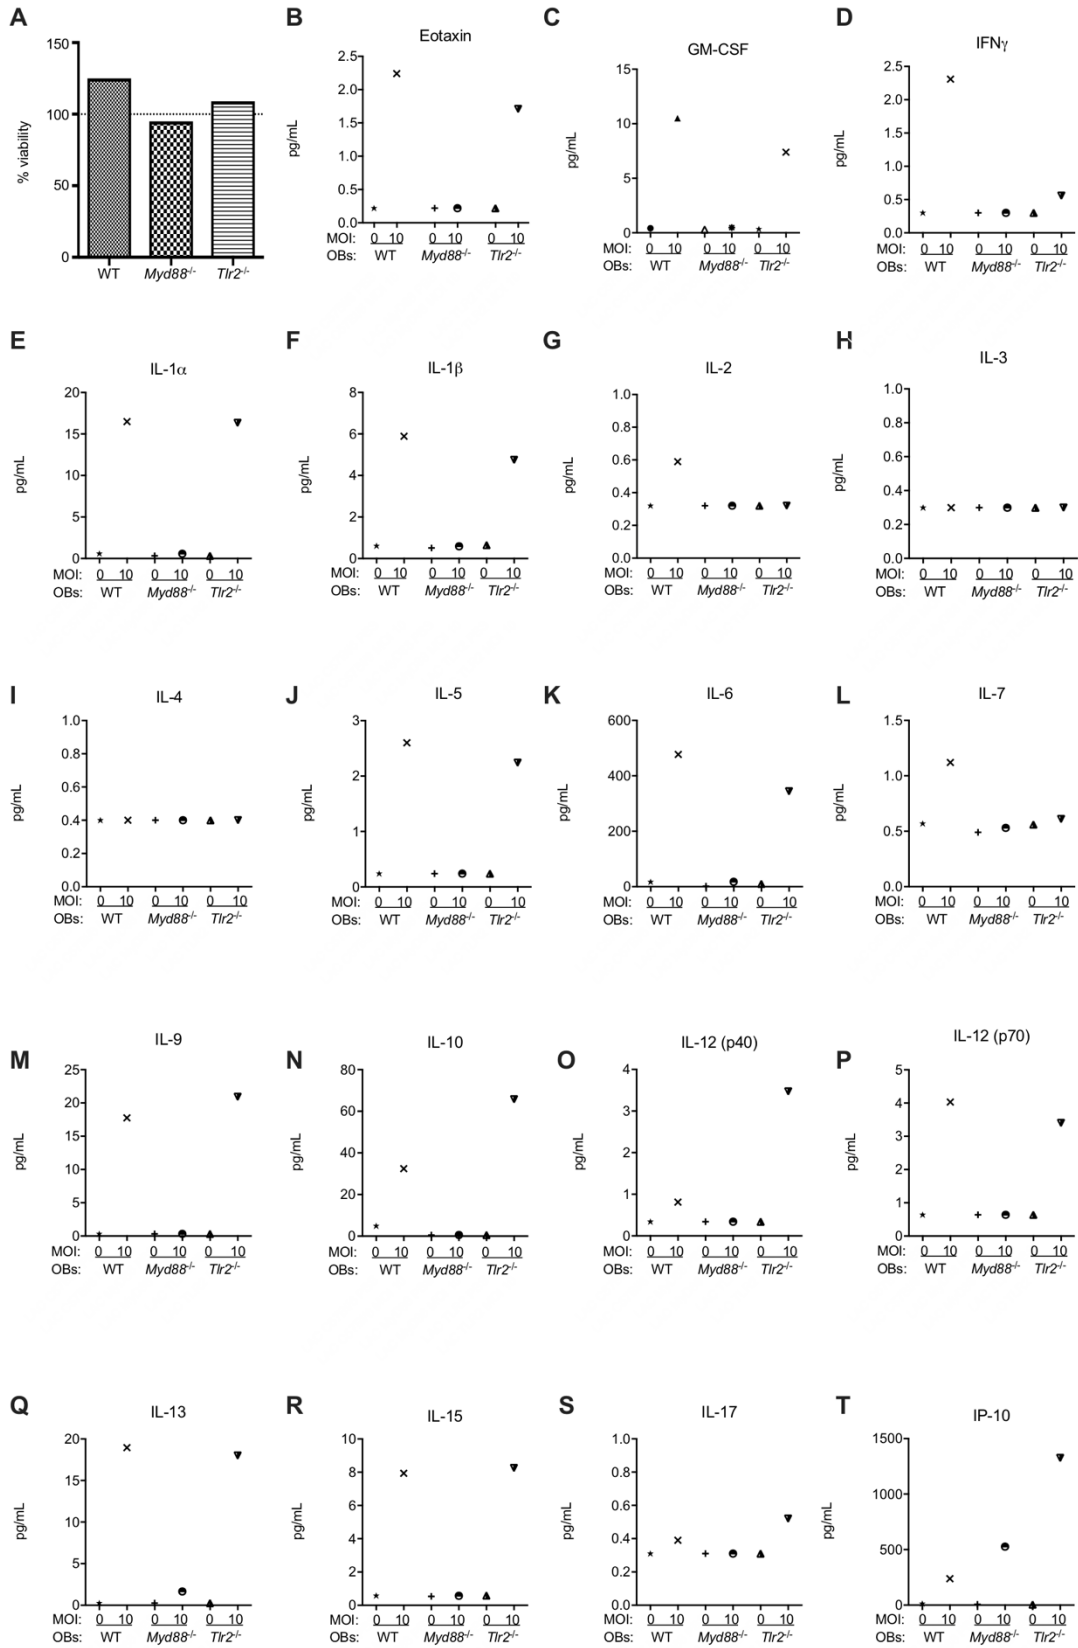 A
150
100
50
0
% viability
WT Myd88-/- Tlr2-/-
B
Eotaxin
2.5
2.0
1.5
1.0
0.5
0.0
pg/mL
MOI: 0 10 0 10 0 10
OBs: WT Myd88-/- Tlr2-/-
C
GM-CSF
15
10
5
0
pg/mL
MOI: 0 10 0 10 0 10
OBs: WT Myd88-/- Tlr2-/-
D
IFNγ
2.5
2.0
1.5
1.0
0.5
0.0
pg/mL
MOI: 0 10 0 10 0 10
OBs: WT Myd88-/- Tlr2-/-
E
IL-1α
20
15
10
5
0
pg/mL
MOI: 0 10 0 10 0 10
OBs: WT Myd88-/- Tlr2-/-
F
IL-1β
8
6
4
2
0
pg/mL
MOI: 0 10 0 10 0 10
OBs: WT Myd88-/- Tlr2-/-
G
IL-2
1.0
0.8
0.6
0.4
0.2
0.0
pg/mL
MOI: 0 10 0 10 0 10
OBs: WT Myd88-/- Tlr2-/-
H
IL-3
1.0
0.8
0.6
0.4
0.2
0.0
pg/mL
MOI: 0 10 0 10 0 10
OBs: WT Myd88-/- Tlr2-/-
I
IL-4
1.0
0.8
0.6
0.4
0.2
0.0
pg/mL
MOI: 0 10 0 10 0 10
OBs: WT Myd88-/- Tlr2-/-
J
IL-5
3
2
1
0
pg/mL
MOI: 0 10 0 10 0 10
OBs: WT Myd88-/- Tlr2-/-
K
IL-6
600
400
200
0
pg/mL
MOI: 0 10 0 10 0 10
OBs: WT Myd88-/- Tlr2-/-
L
IL-7
1.5
1.0
0.5
0.0
pg/mL
MOI: 0 10 0 10 0 10
OBs: WT Myd88-/- Tlr2-/-
M
IL-9
25
20
15
10
5
0
pg/mL
MOI: 0 10 0 10 0 10
OBs: WT Myd88-/- Tlr2-/-
N
IL-10
80
60
40
20
0
pg/mL
MOI: 0 10 0 10 0 10
OBs: WT Myd88-/- Tlr2-/-
O
IL-12 (p40)
4
3
2
1
0
pg/mL
MOI: 0 10 0 10 0 10
OBs: WT Myd88-/- Tlr2-/-
P
IL-12 (p70)
5
4
3
2
1
0
pg/mL
MOI: 0 10 0 10 0 10
OBs: WT Myd88-/- Tlr2-/-
Q
IL-13
20
15
10
5
0
pg/mL
MOI: 0 10 0 10 0 10
OBs: WT Myd88-/- Tlr2-/-
R
IL-15
10
8
6
4
2
0
pg/mL
MOI: 0 10 0 10 0 10
OBs: WT Myd88-/- Tlr2-/-
S
IL-17
1.0
0.8
0.6
0.4
0.2
0.0
pg/mL
MOI: 0 10 0 10 0 10
OBs: WT Myd88-/- Tlr2-/-
T
IP-10
1500
1000
500
0
pg/mL
MOI: 0 10 0 10 0 10
OBs: WT Myd88-/- Tlr2-/-